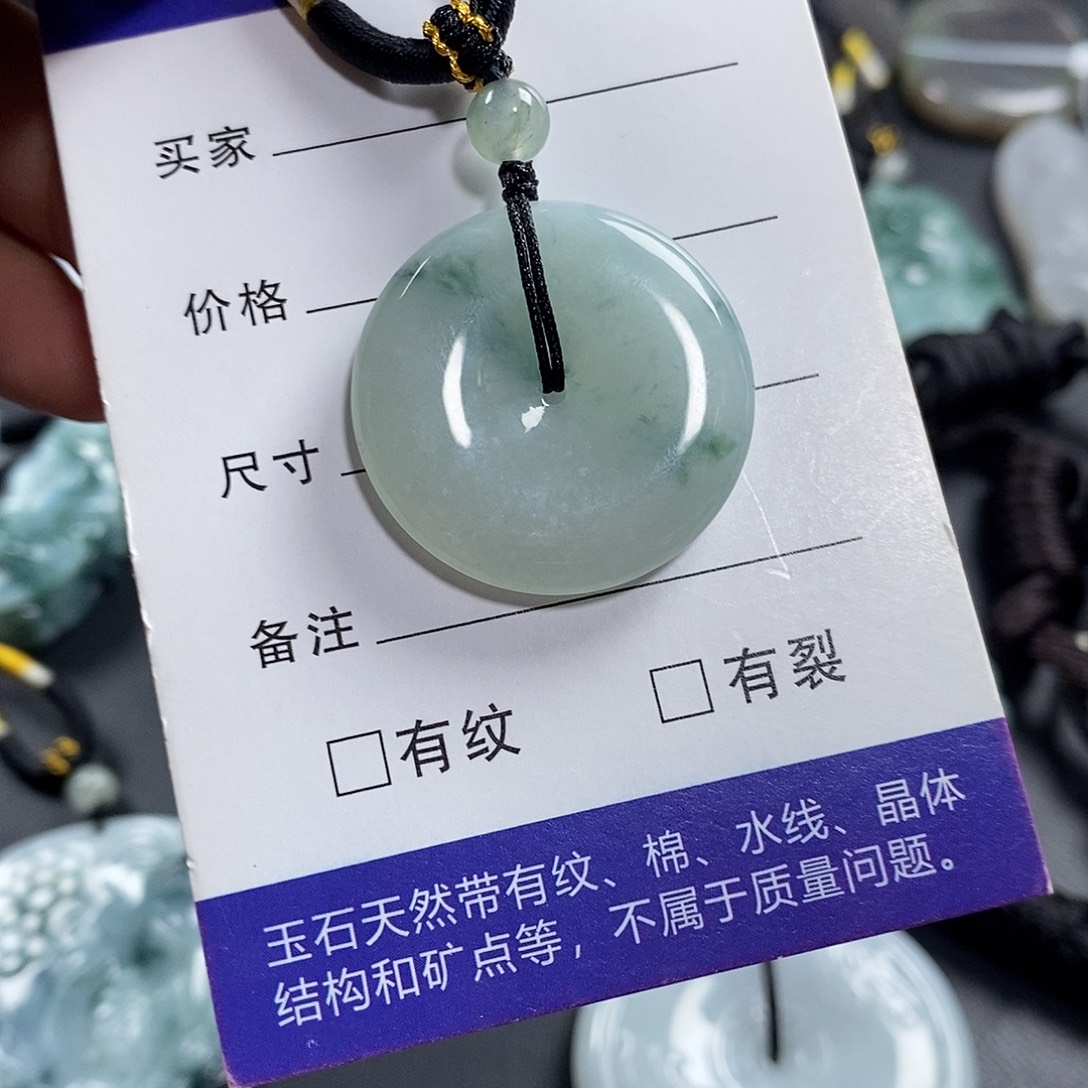 买家
价格
尺寸
备注
有纹 有裂
玉石天然带有纹、棉、水线、晶体
结构和矿点等，不属于质量问题。